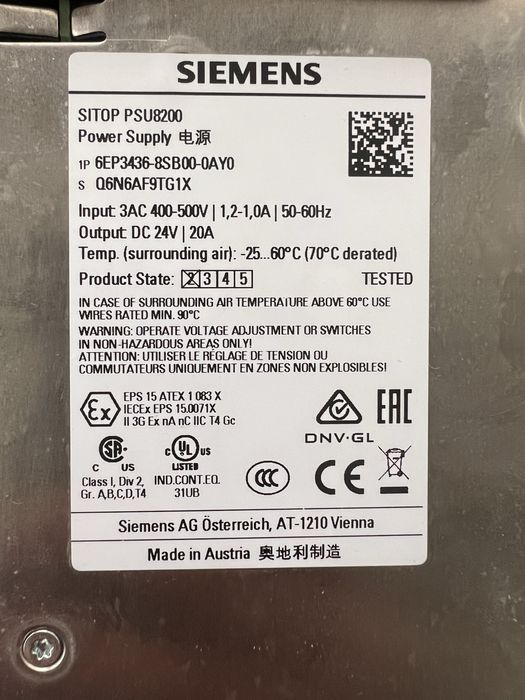 SIEMENS
SITOP PSU8200
Power Supply 电源
1P 6EP3436-8SB00-0AY0
S Q6N6AF9TG1X
Input: 3AC 400-500V | 1,2-1,0A | 50-60Hz
Output: DC 24V | 20A
Temp. (surrounding air): -25...60°C (70°C derated)
Product State: 2 3 4 5 TESTED
IN CASE OF SURROUNDING AIR TEMPERATURE ABOVE 60°C USE
WIRES RATED MIN. 90°C
WARNING: OPERATE VOLTAGE ADJUSTMENT OR SWITCHES
IN NON-HAZARDOUS AREAS ONLY!
ATTENTION: UTILISER LE RÉGLAGE DE TENSION OU
COMMUTATEURS UNIQUEMENT EN ZONES NON EXPLOSIBLES!
Ex
EPS 15 ATEX 1 083 X
IECEx EPS 15.0071X
II 3G Ex nA nC IIC T4 Gc
EAC
DNV·GL
SA
C US
Class I, Div 2,
Gr. A,B,C,D,T4
C UL US
LISTED
IND.CONT.EQ.
31UB
CCC
CE
Siemens AG Österreich, AT-1210 Vienna
Made in Austria 奥地利制造